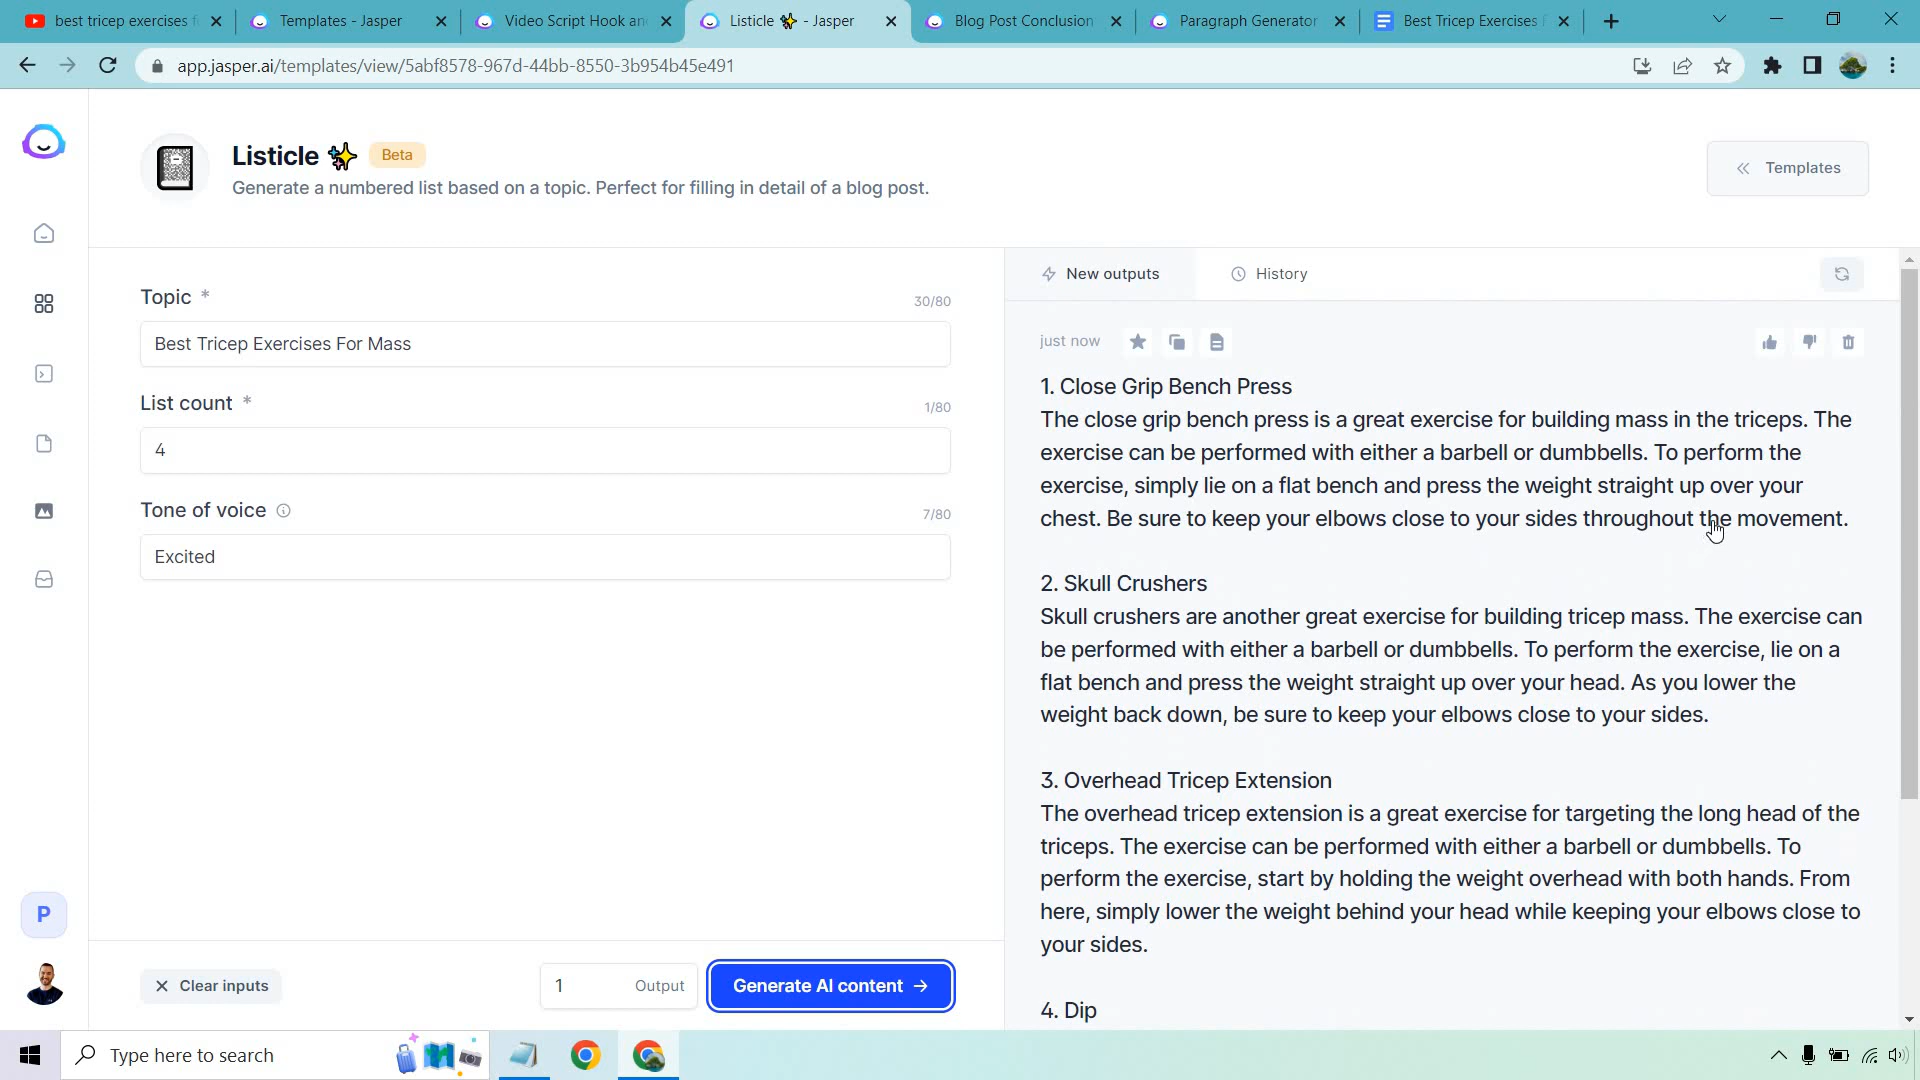 best tricep exercises f
Templates - Jasper
Video Script Hook an
Listicle ✨ - Jasper
Blog Post Conclusion
Paragraph Generator
Best Tricep Exercises F
app.jasper.ai/templates/view/5abf8578-967d-44bb-8550-3b954b45e491
Listicle ✨ Beta
Generate a numbered list based on a topic. Perfect for filling in detail of a blog post.
Templates
Topic *
30/80
Best Tricep Exercises For Mass
List count *
1/80
4
Tone of voice
7/80
Excited
Clear inputs
1 Output
Generate AI content →
New outputs
History
just now
1. Close Grip Bench Press
The close grip bench press is a great exercise for building mass in the triceps. The
exercise can be performed with either a barbell or dumbbells. To perform the
exercise, simply lie on a flat bench and press the weight straight up over your
chest. Be sure to keep your elbows close to your sides throughout the movement.
2. Skull Crushers
Skull crushers are another great exercise for building tricep mass. The exercise can
be performed with either a barbell or dumbbells. To perform the exercise, lie on a
flat bench and press the weight straight up over your head. As you lower the
weight back down, be sure to keep your elbows close to your sides.
3. Overhead Tricep Extension
The overhead tricep extension is a great exercise for targeting the long head of the
triceps. The exercise can be performed with either a barbell or dumbbells. To
perform the exercise, start by holding the weight overhead with both hands. From
here, simply lower the weight behind your head while keeping your elbows close to
your sides.
4. Dip
P
Type here to search